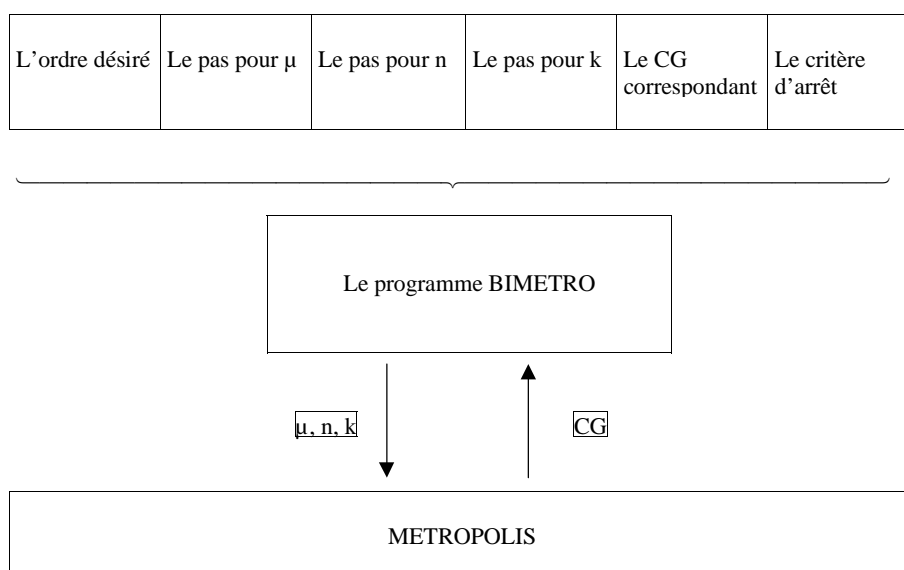 L'ordre désiré
Le pas pour µ
Le pas pour n
Le pas pour k
Le CG
correspondant
Le critère
d'arrêt
Le programme BIMETRO
µ, n, k
CG
METROPOLIS